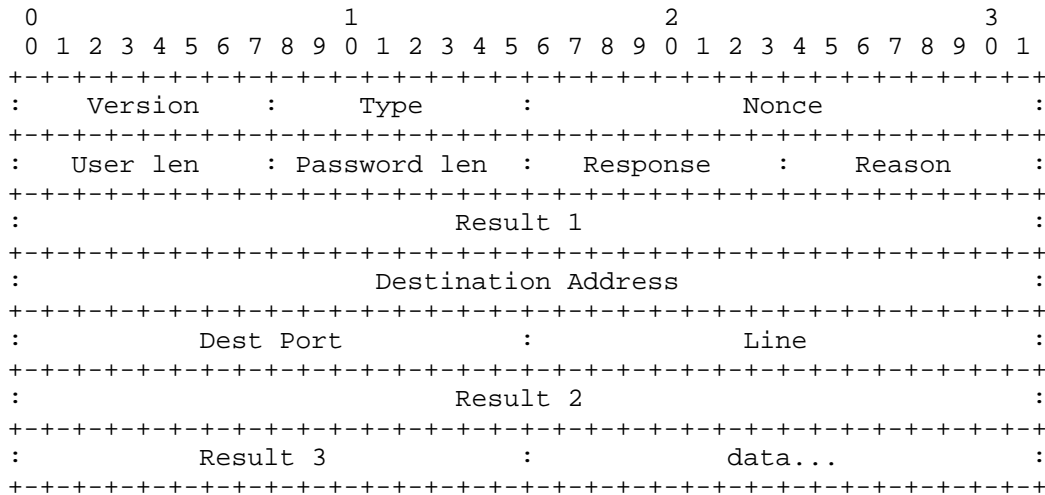 0                   1                   2                   3
 0 1 2 3 4 5 6 7 8 9 0 1 2 3 4 5 6 7 8 9 0 1 2 3 4 5 6 7 8 9 0 1
+-+-+-+-+-+-+-+-+-+-+-+-+-+-+-+-+-+-+-+-+-+-+-+-+-+-+-+-+-+-+-+-+
:    Version    :     Type      :             Nonce             :
+-+-+-+-+-+-+-+-+-+-+-+-+-+-+-+-+-+-+-+-+-+-+-+-+-+-+-+-+-+-+-+-+
:   User len    : Password len  :   Response    :    Reason     :
+-+-+-+-+-+-+-+-+-+-+-+-+-+-+-+-+-+-+-+-+-+-+-+-+-+-+-+-+-+-+-+-+
:                           Result 1                            :
+-+-+-+-+-+-+-+-+-+-+-+-+-+-+-+-+-+-+-+-+-+-+-+-+-+-+-+-+-+-+-+-+
:                      Destination Address                      :
+-+-+-+-+-+-+-+-+-+-+-+-+-+-+-+-+-+-+-+-+-+-+-+-+-+-+-+-+-+-+-+-+
:           Dest Port           :             Line              :
+-+-+-+-+-+-+-+-+-+-+-+-+-+-+-+-+-+-+-+-+-+-+-+-+-+-+-+-+-+-+-+-+
:                           Result 2                            :
+-+-+-+-+-+-+-+-+-+-+-+-+-+-+-+-+-+-+-+-+-+-+-+-+-+-+-+-+-+-+-+-+
:           Result 3            :            data...            :
+-+-+-+-+-+-+-+-+-+-+-+-+-+-+-+-+-+-+-+-+-+-+-+-+-+-+-+-+-+-+-+-+